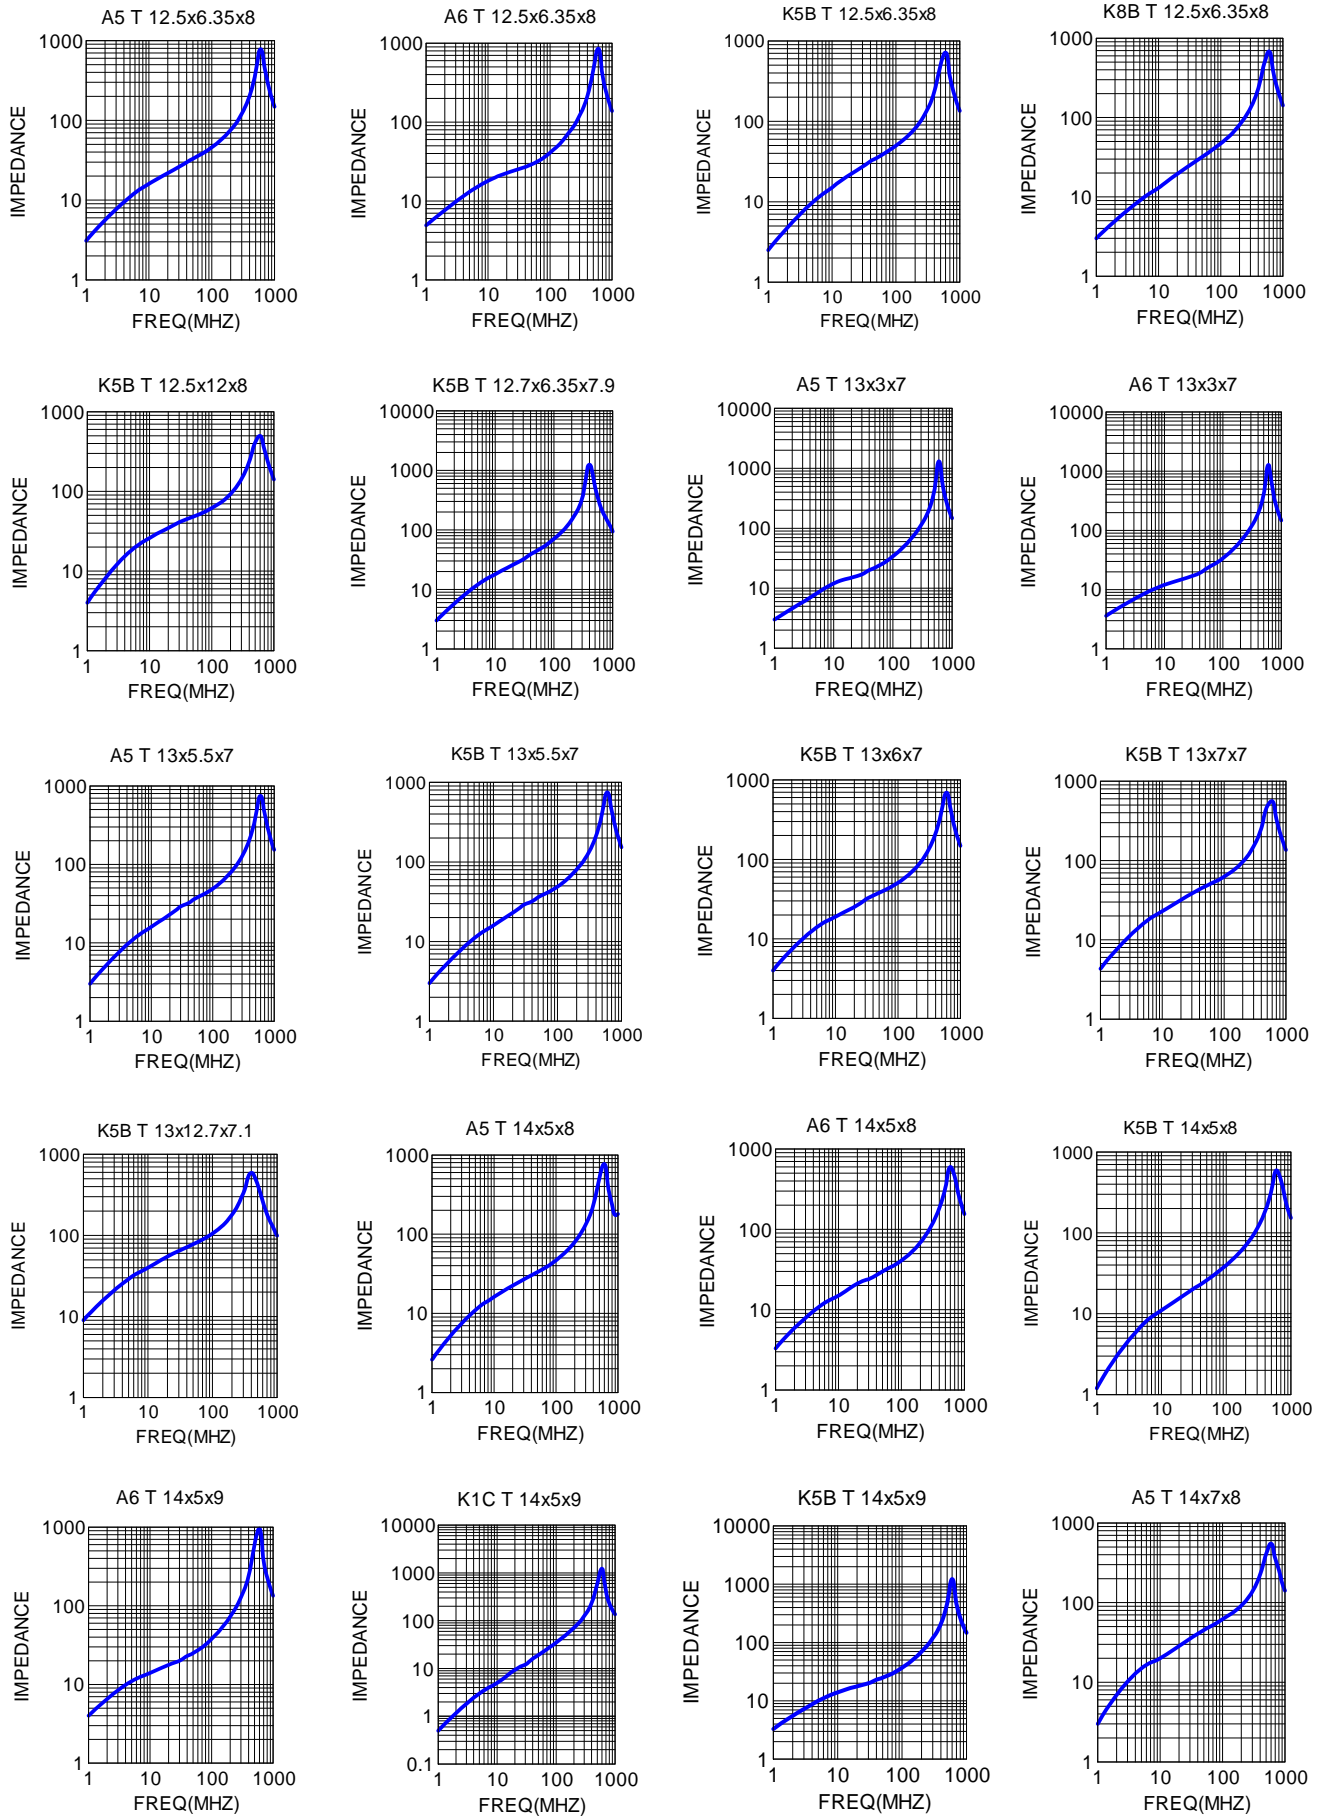 A5 T 12.5x6.35x8
1000
100
10
1
IMPEDANCE
1 10 100 1000
FREQ(MHZ)
A6 T 12.5x6.35x8
1000
100
10
1
IMPEDANCE
1 10 100 1000
FREQ(MHZ)
K5B T 12.5x6.35x8
1000
100
10
1
IMPEDANCE
1 10 100 1000
FREQ(MHZ)
K8B T 12.5x6.35x8
1000
100
10
1
IMPEDANCE
1 10 100 1000
FREQ(MHZ)
K5B T 12.5x12x8
1000
100
10
1
IMPEDANCE
1 10 100 1000
FREQ(MHZ)
K5B T 12.7x6.35x7.9
10000
1000
100
10
1
IMPEDANCE
1 10 100 1000
FREQ(MHZ)
A5 T 13x3x7
10000
1000
100
10
1
IMPEDANCE
1 10 100 1000
FREQ(MHZ)
A6 T 13x3x7
10000
1000
100
10
1
IMPEDANCE
1 10 100 1000
FREQ(MHZ)
A5 T 13x5.5x7
1000
100
10
1
IMPEDANCE
1 10 100 1000
FREQ(MHZ)
K5B T 13x5.5x7
1000
100
10
1
IMPEDANCE
1 10 100 1000
FREQ(MHZ)
K5B T 13x6x7
1000
100
10
1
IMPEDANCE
1 10 100 1000
FREQ(MHZ)
K5B T 13x7x7
1000
100
10
1
IMPEDANCE
1 10 100 1000
FREQ(MHZ)
K5B T 13x12.7x7.1
1000
100
10
1
IMPEDANCE
1 10 100 1000
FREQ(MHZ)
A5 T 14x5x8
1000
100
10
1
IMPEDANCE
1 10 100 1000
FREQ(MHZ)
A6 T 14x5x8
1000
100
10
1
IMPEDANCE
1 10 100 1000
FREQ(MHZ)
K5B T 14x5x8
1000
100
10
1
IMPEDANCE
1 10 100 1000
FREQ(MHZ)
A6 T 14x5x9
1000
100
10
1
IMPEDANCE
1 10 100 1000
FREQ(MHZ)
K1C T 14x5x9
10000
1000
100
10
1
0.1
IMPEDANCE
1 10 100 1000
FREQ(MHZ)
K5B T 14x5x9
10000
1000
100
10
1
IMPEDANCE
1 10 100 1000
FREQ(MHZ)
A5 T 14x7x8
1000
100
10
1
IMPEDANCE
1 10 100 1000
FREQ(MHZ)